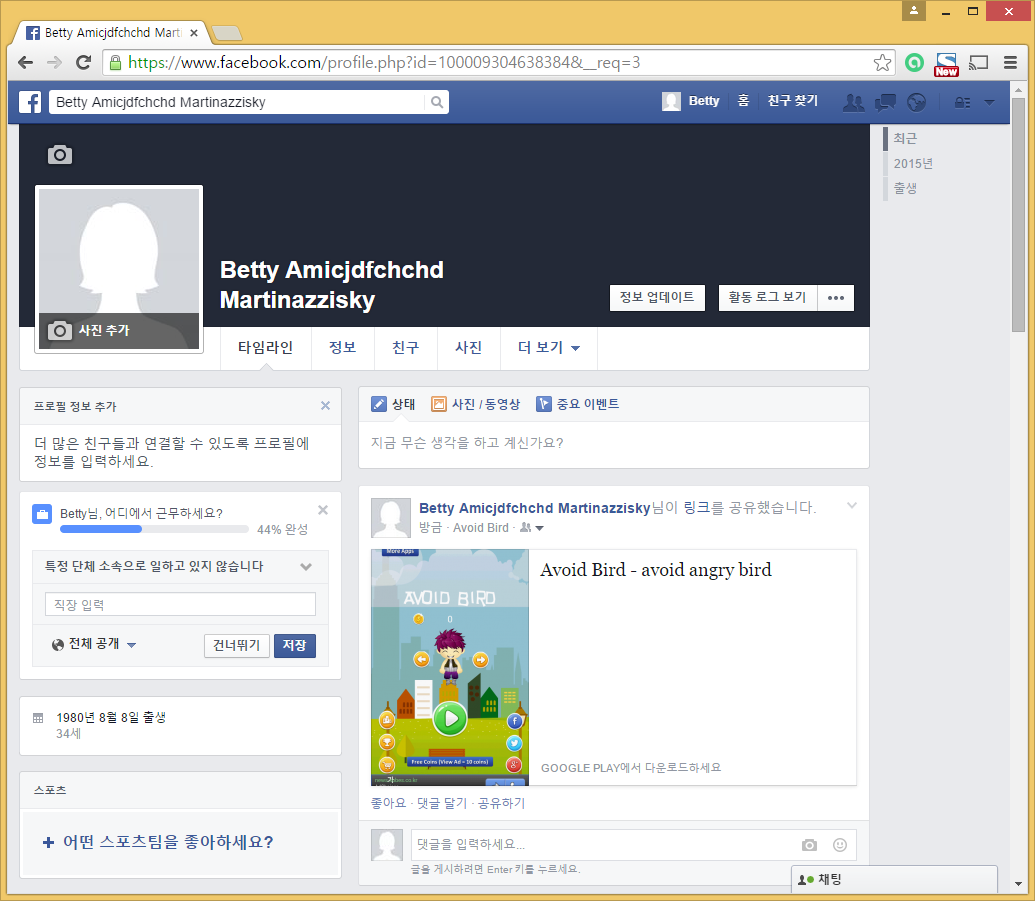 Betty Amicjdfchchd Marti
https://www.facebook.com/profile.php?id=100009304638384&__req=3
New
Betty Amicjdfchchd Martinazzisky
Betty 홈 친구 찾기
최근
2015년
출생
Betty Amicjdfchchd
Martinazzisky
사진 추가
정보 업데이트
활동 로그 보기
타임라인 정보 친구 사진 더 보기
프로필 정보 추가
더 많은 친구들과 연결할 수 있도록 프로필에
정보를 입력하세요.
Betty님, 어디에서 근무하세요?
44% 완성
특정 단체 소속으로 일하고 있지 않습니다
직장 입력
전체 공개
건너뛰기
저장
1980년 8월 8일 출생
34세
스포츠
+ 어떤 스포츠팀을 좋아하세요?
상태 사진 / 동영상 중요 이벤트
지금 무슨 생각을 하고 계신가요?
Betty Amicjdfchchd Martinazzisky님이 링크를 공유했습니다.
방금 · Avoid Bird ·
More Apps
AVOID BIRD
0
Free Coins (View Ad = 10 coins)
Avoid Bird - avoid angry bird
GOOGLE PLAY에서 다운로드하세요
좋아요 · 댓글 달기 · 공유하기
댓글을 입력하세요...
글을 게시하려면 Enter 키를 누르세요.
채팅